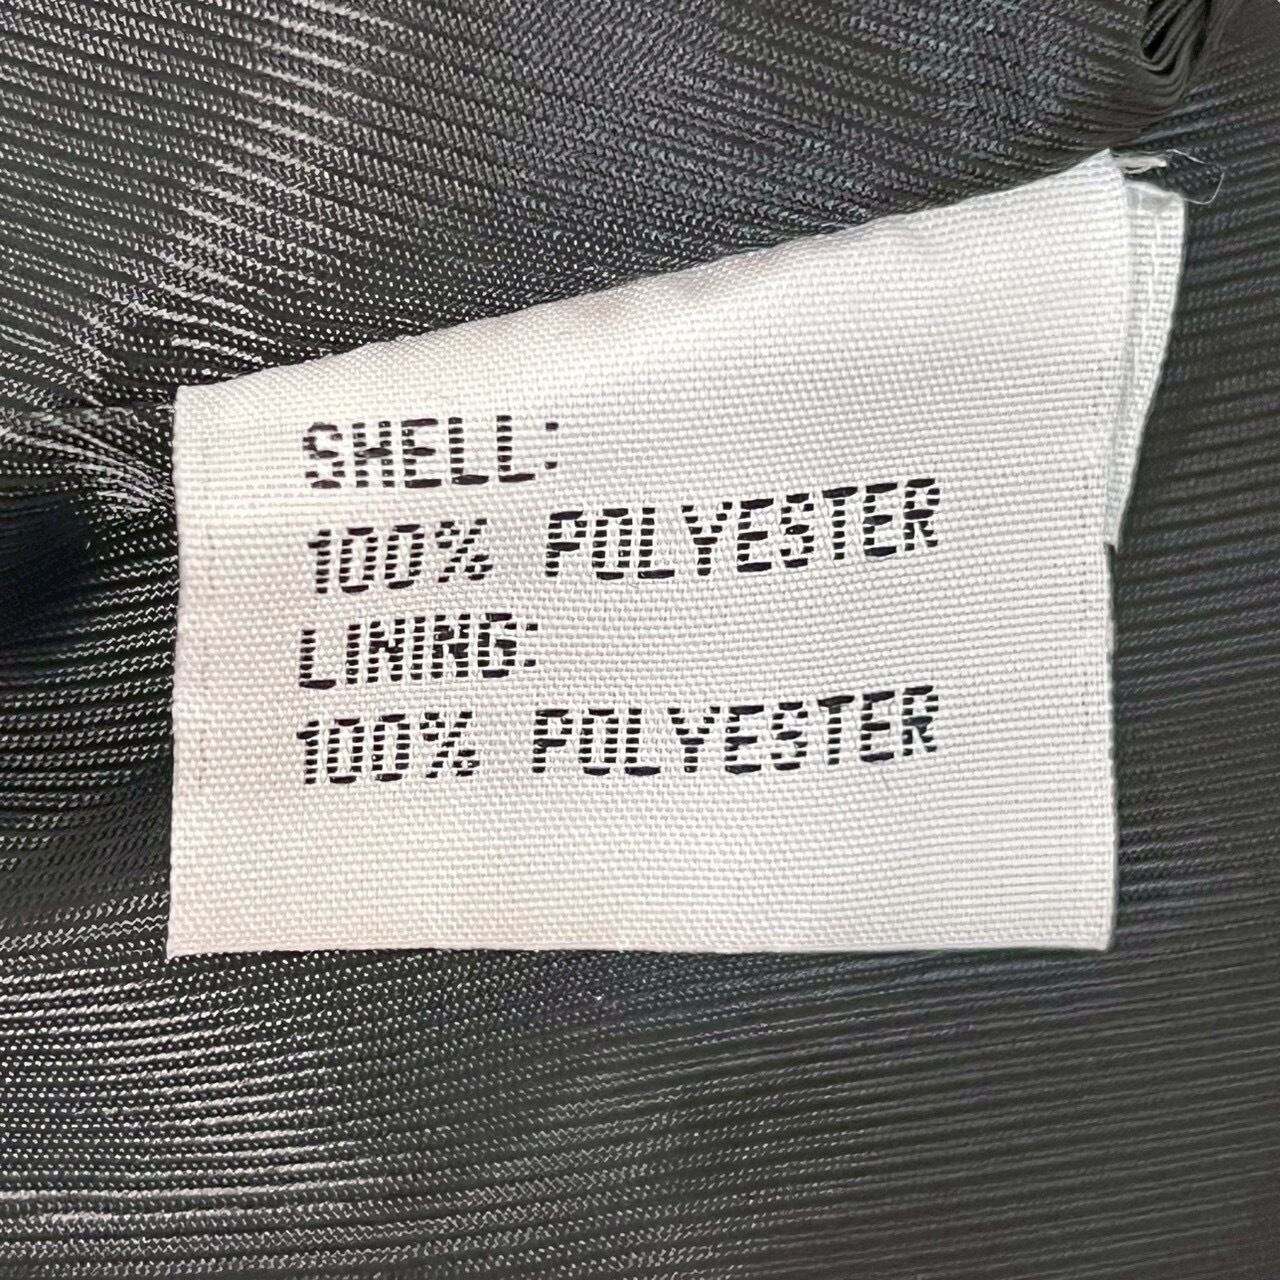 SHELL:
100% POLYESTER
LINING:
100% POLYESTER